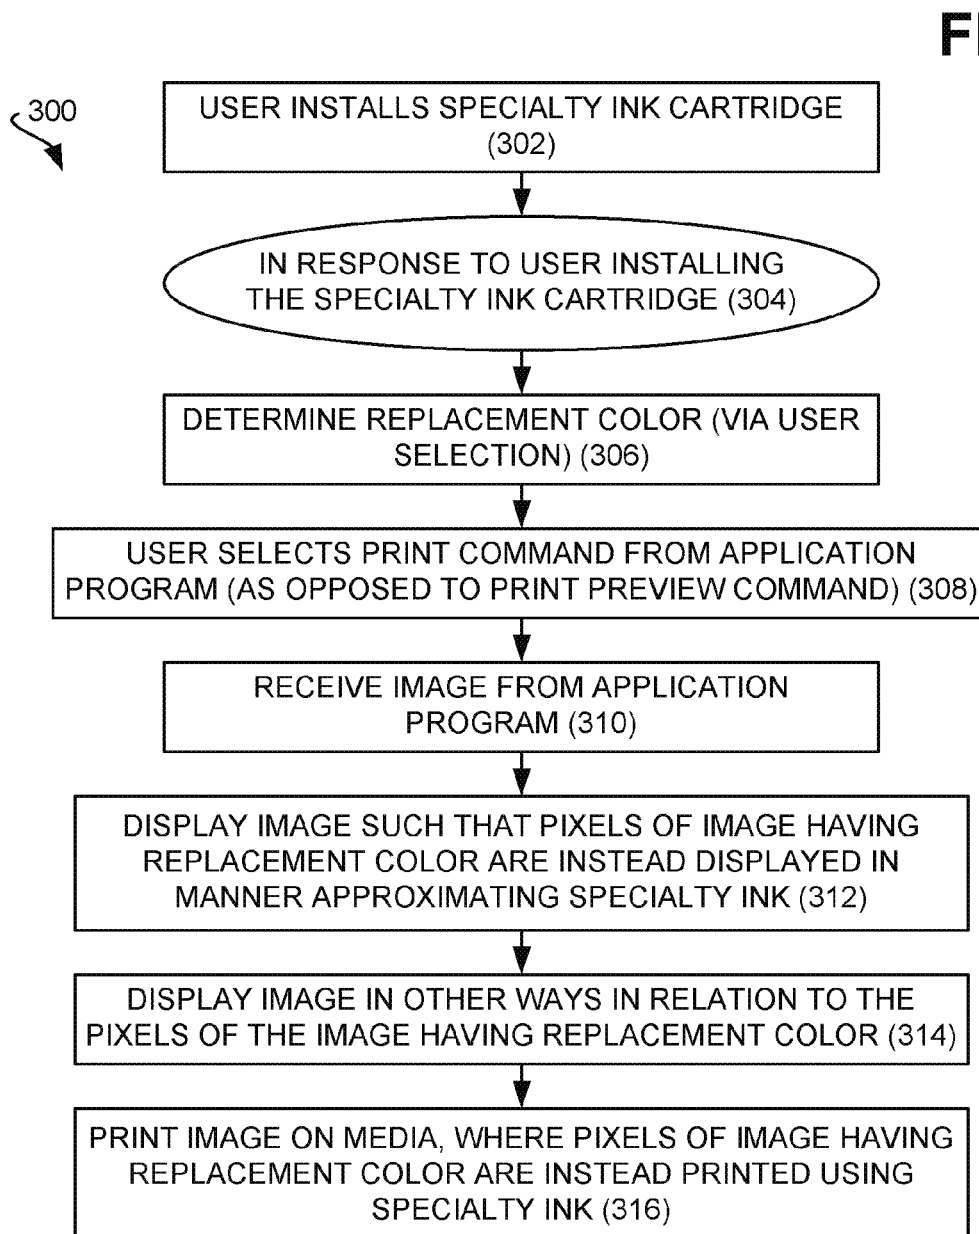 300
USER INSTALLS SPECIALTY INK CARTRIDGE
(302)
IN RESPONSE TO USER INSTALLING
THE SPECIALTY INK CARTRIDGE (304)
DETERMINE REPLACEMENT COLOR (VIA USER
SELECTION) (306)
USER SELECTS PRINT COMMAND FROM APPLICATION
PROGRAM (AS OPPOSED TO PRINT PREVIEW COMMAND) (308)
RECEIVE IMAGE FROM APPLICATION
PROGRAM (310)
DISPLAY IMAGE SUCH THAT PIXELS OF IMAGE HAVING
REPLACEMENT COLOR ARE INSTEAD DISPLAYED IN
MANNER APPROXIMATING SPECIALTY INK (312)
DISPLAY IMAGE IN OTHER WAYS IN RELATION TO THE
PIXELS OF THE IMAGE HAVING REPLACEMENT COLOR (314)
PRINT IMAGE ON MEDIA, WHERE PIXELS OF IMAGE HAVING
REPLACEMENT COLOR ARE INSTEAD PRINTED USING
SPECIALTY INK (316)